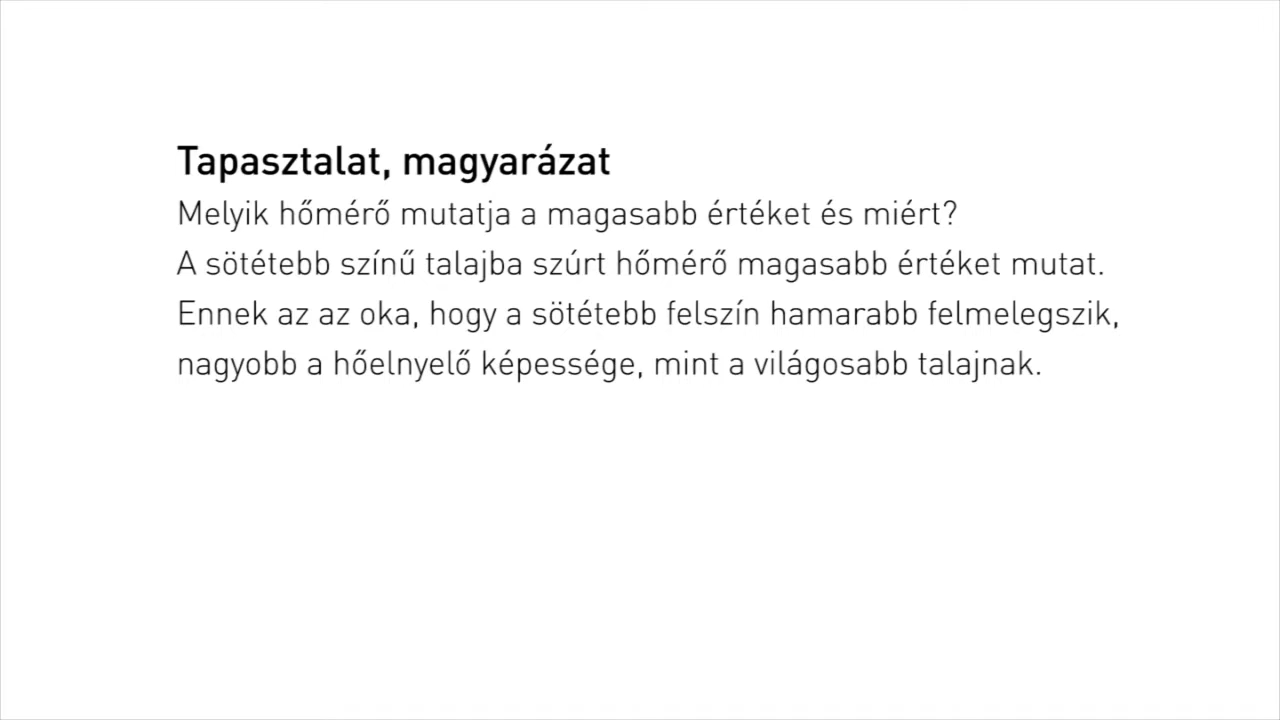 Tapasztalat, magyarázat
Melyik hőmérő mutatja a magasabb értéket és miért?
A sötétebb színű talajba szúrt hőmérő magasabb értéket mutat.
Ennek az az oka, hogy a sötétebb felszín hamarabb felmelegszik,
nagyobb a hőelnyelő képessége, mint a világosabb talajnak.